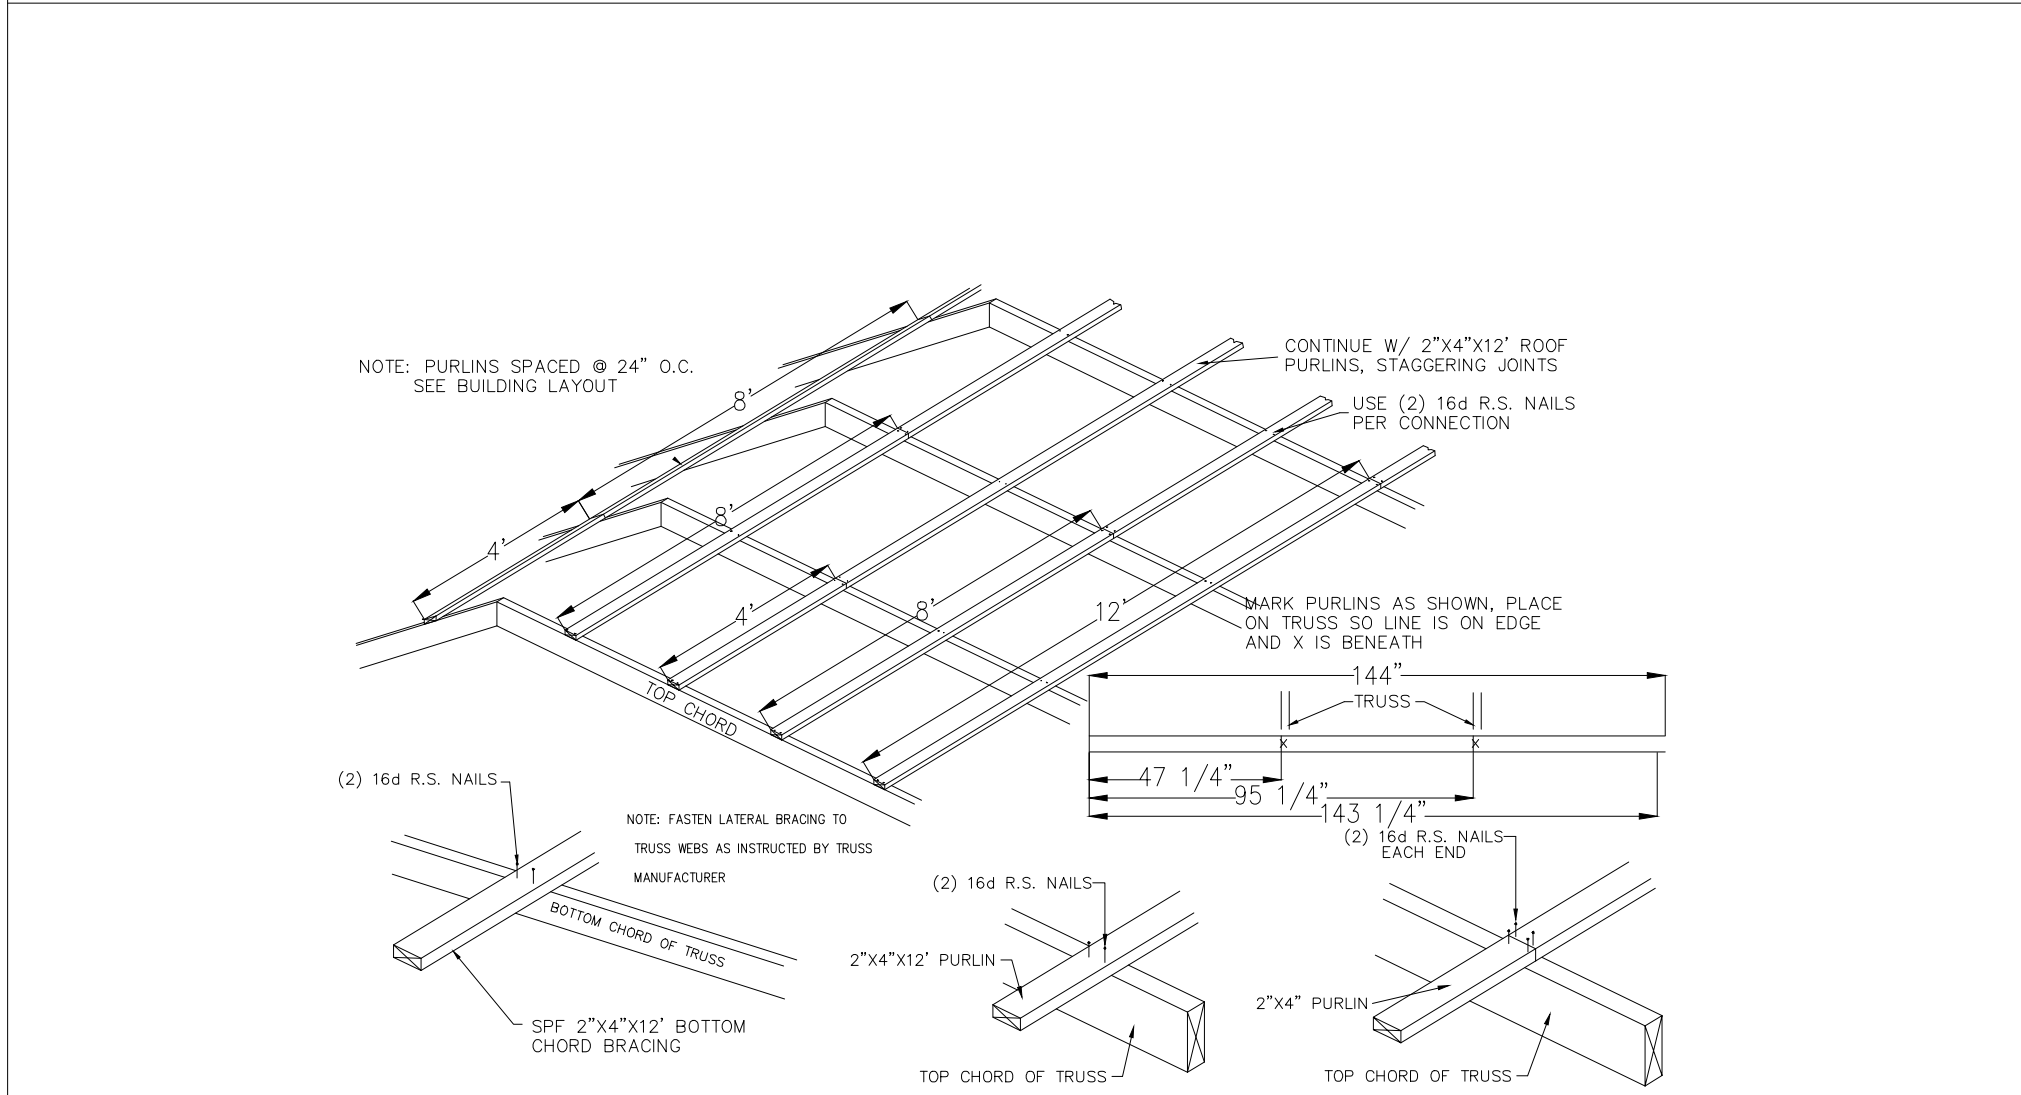 NOTE: PURLINS SPACED @ 24" O.C.
SEE BUILDING LAYOUT
CONTINUE W/ 2"X4"X12' ROOF
PURLINS, STAGGERING JOINTS
USE (2) 16d R.S. NAILS
PER CONNECTION
8'
8'
4'
4'
8'
12'
MARK PURLINS AS SHOWN, PLACE
ON TRUSS SO LINE IS ON EDGE
AND X IS BENEATH
TOP CHORD
144"
TRUSS
X
X
47 1/4"
95 1/4"
143 1/4"
(2) 16d R.S. NAILS
NOTE: FASTEN LATERAL BRACING TO
TRUSS WEBS AS INSTRUCTED BY TRUSS
MANUFACTURER
BOTTOM CHORD OF TRUSS
SPF 2"X4"X12' BOTTOM
CHORD BRACING
(2) 16d R.S. NAILS
2"X4"X12' PURLIN
TOP CHORD OF TRUSS
(2) 16d R.S. NAILS
EACH END
2"X4" PURLIN
TOP CHORD OF TRUSS